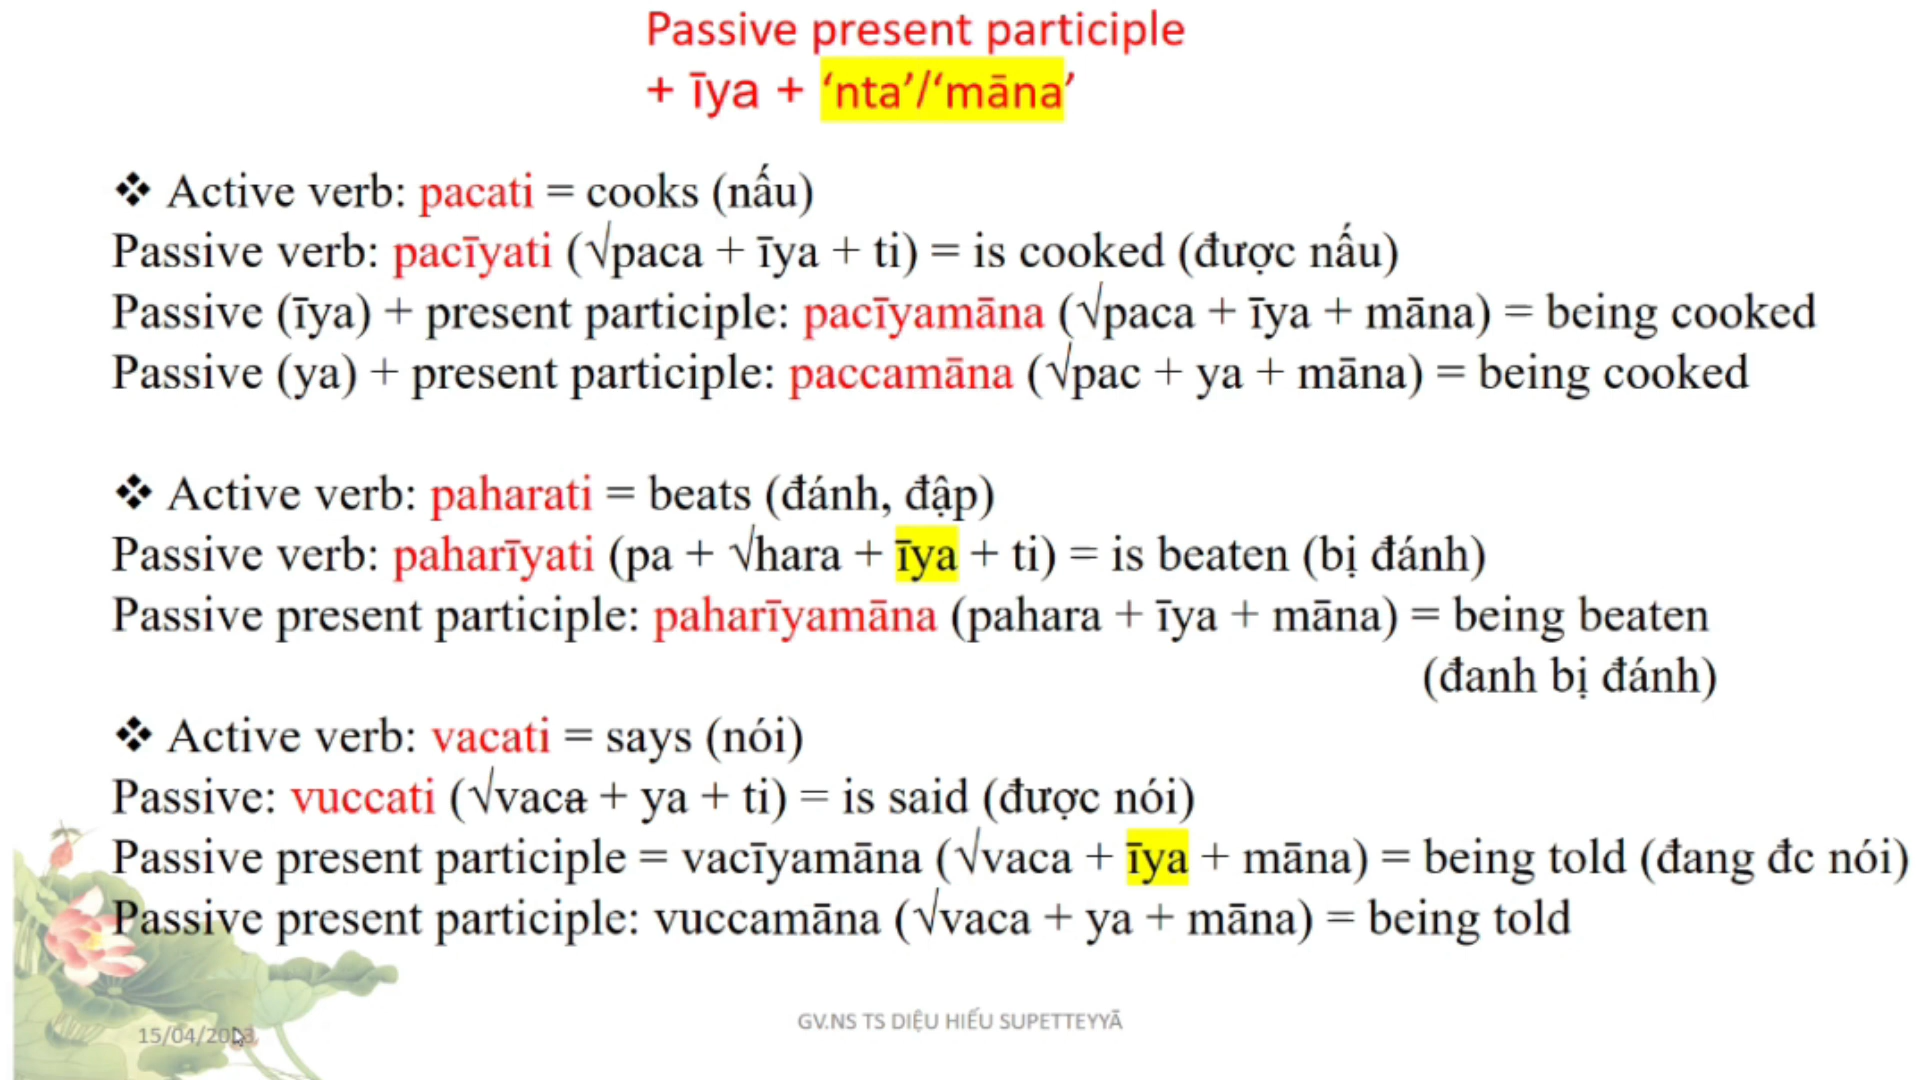 Passive present participle
+ īya + ‘nta’/‘māna’
❖ Active verb: pacati = cooks (nấu)
Passive verb: pacīyati (√paca + īya + ti) = is cooked (được nấu)
Passive (īya) + present participle: pacīyamāna (√paca + īya + māna) = being cooked
Passive (ya) + present participle: paccamāna (√pac + ya + māna) = being cooked
❖ Active verb: paharati = beats (đánh, đập)
Passive verb: paharīyati (pa + √hara + īya + ti) = is beaten (bị đánh)
Passive present participle: paharīyamāna (pahara + īya + māna) = being beaten
(đanh bị đánh)
❖ Active verb: vacati = says (nói)
Passive: vuccati (√vaca + ya + ti) = is said (được nói)
Passive present participle = vacīyamāna (√vaca + īya + māna) = being told (đang đc nói)
Passive present participle: vuccamāna (√vaca + ya + māna) = being told
GV.NS TS DIỆU HIẾU SUPETTEYYĀ